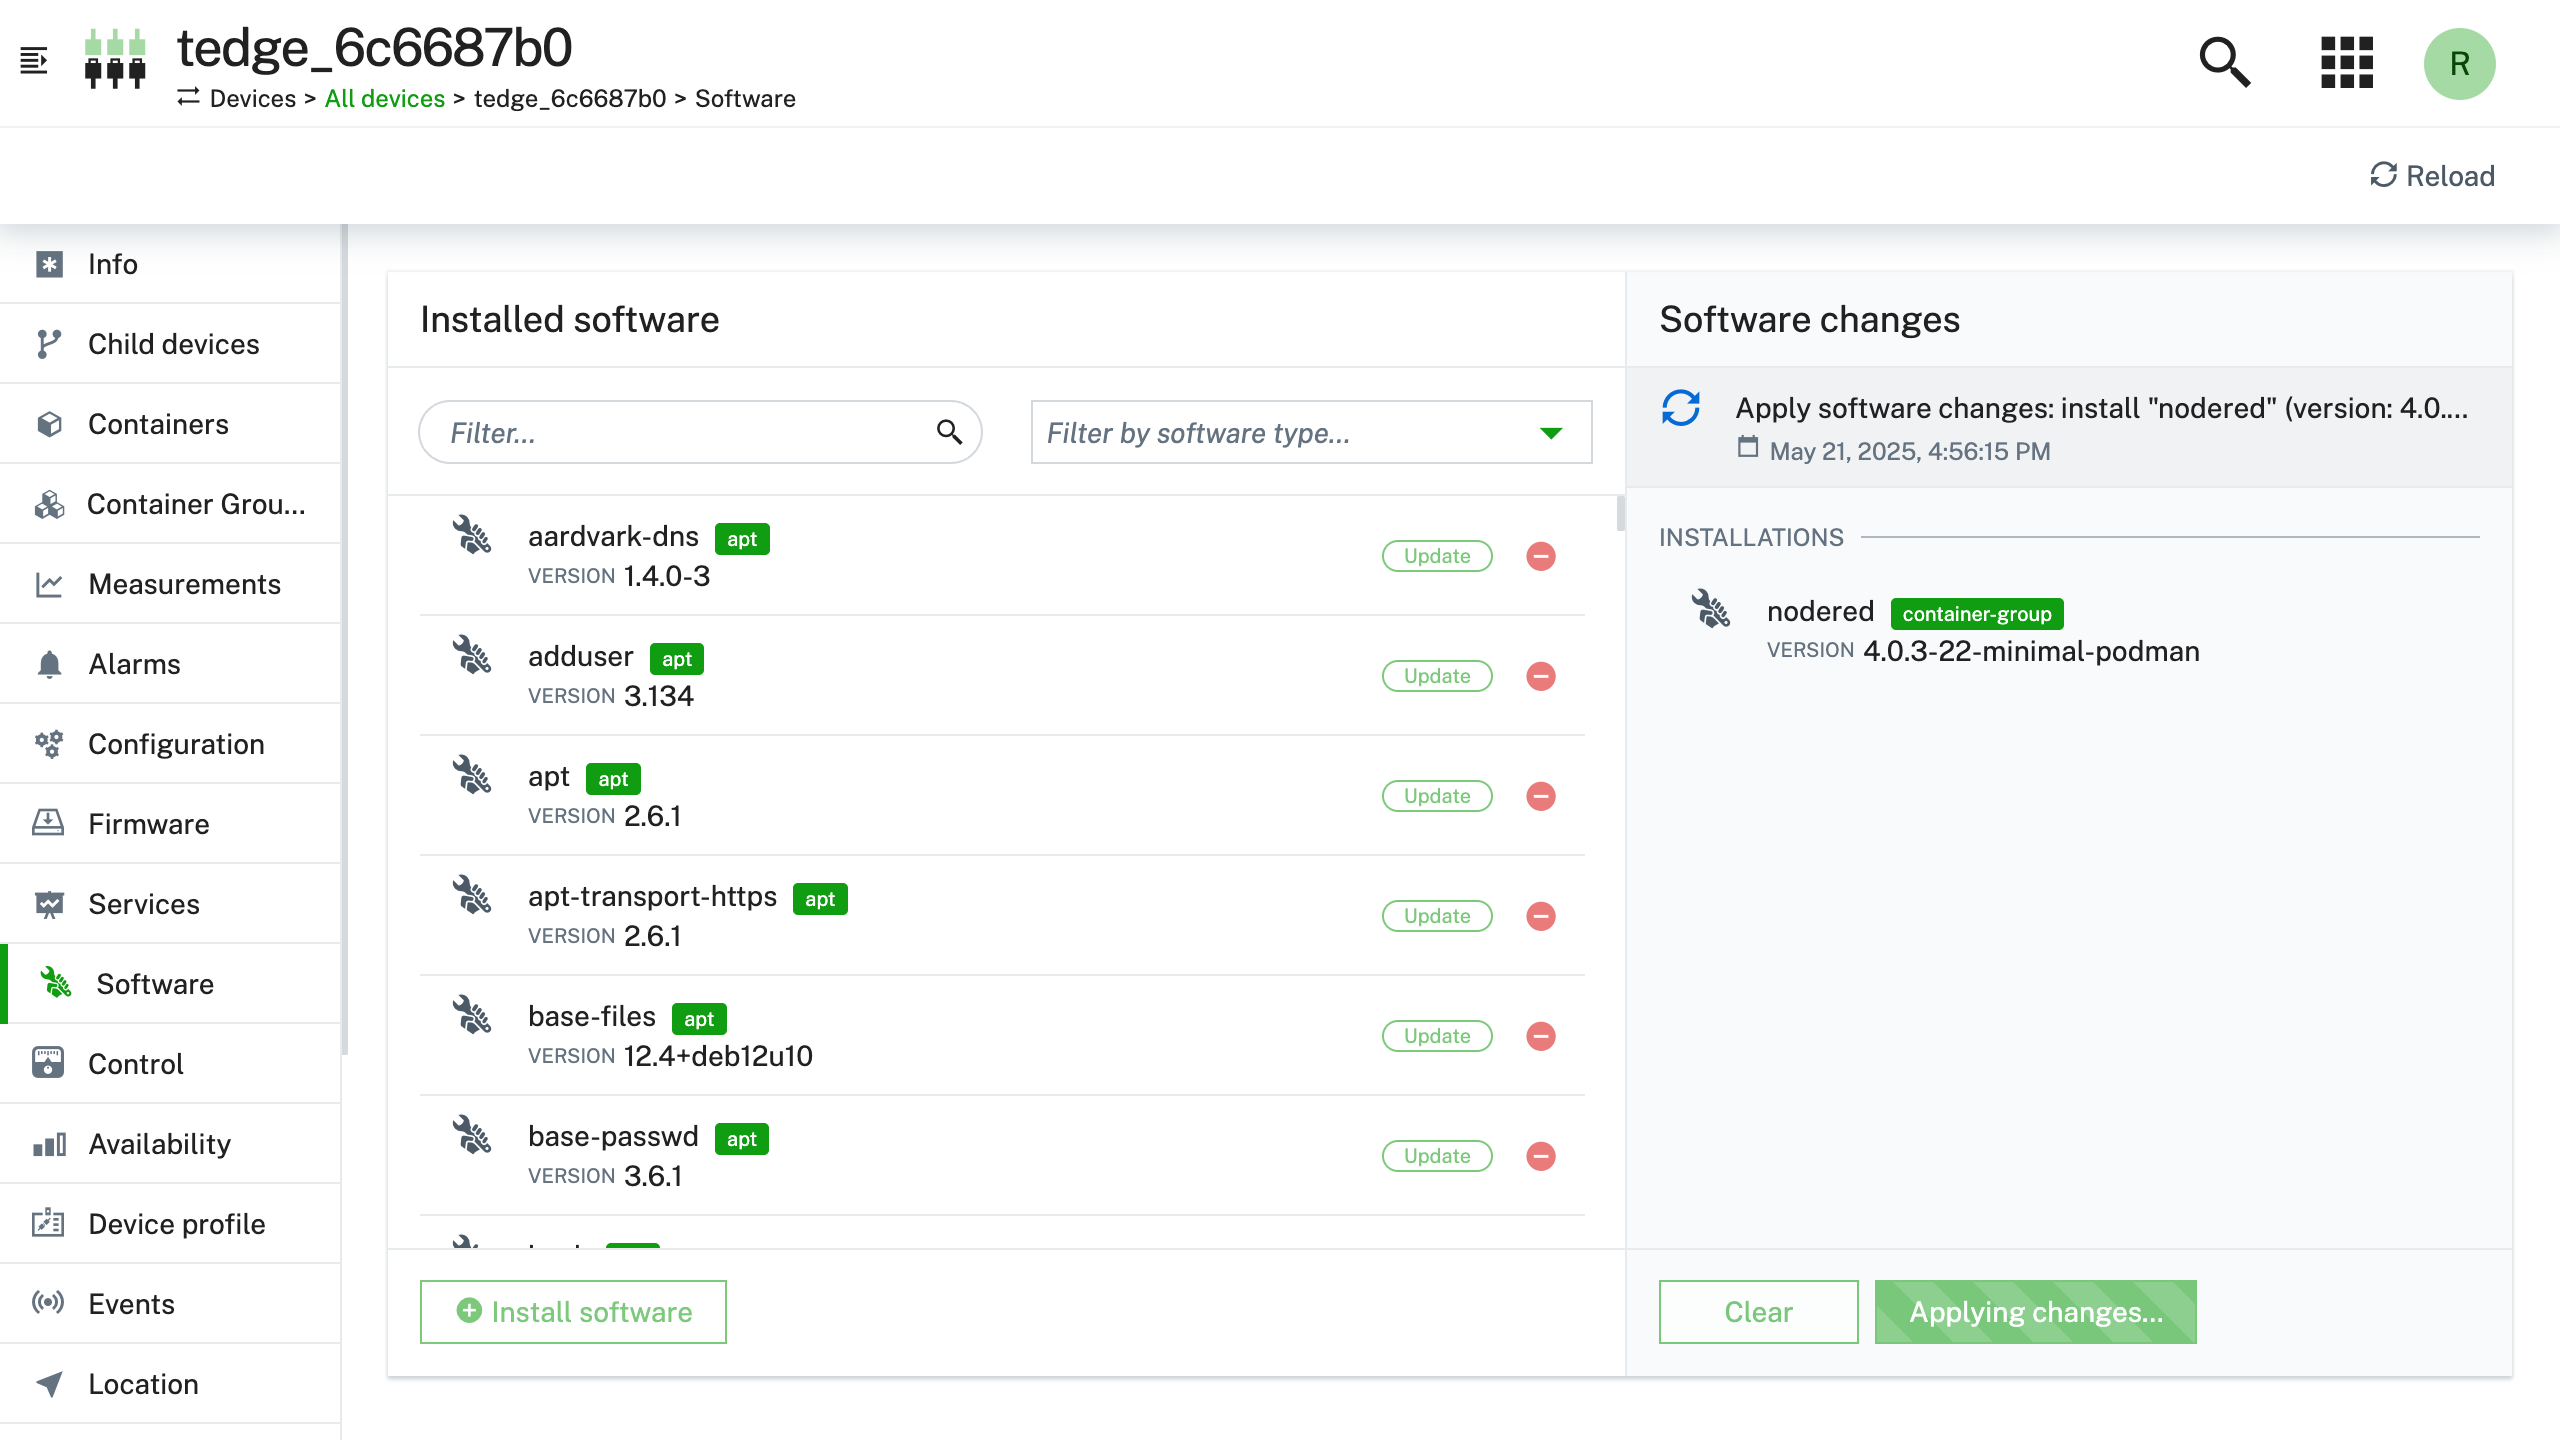 tedge_6c6687b0
Devices > All devices > tedge_6c6687b0 > Software
R
Reload
Info
Child devices
Containers
Container Grou...
Measurements
Alarms
Configuration
Firmware
Services
Software
Control
Availability
Device profile
Events
Location
Installed software
Filter...
Filter by software type...
aardvark-dns apt
VERSION 1.4.0-3
Update
adduser apt
VERSION 3.134
Update
apt apt
VERSION 2.6.1
Update
apt-transport-https apt
VERSION 2.6.1
Update
base-files apt
VERSION 12.4+deb12u10
Update
base-passwd apt
VERSION 3.6.1
Update
Install software
Software changes
Apply software changes: install "nodered" (version: 4.0....
May 21, 2025, 4:56:15 PM
INSTALLATIONS
nodered container-group
VERSION 4.0.3-22-minimal-podman
Clear
Applying changes...